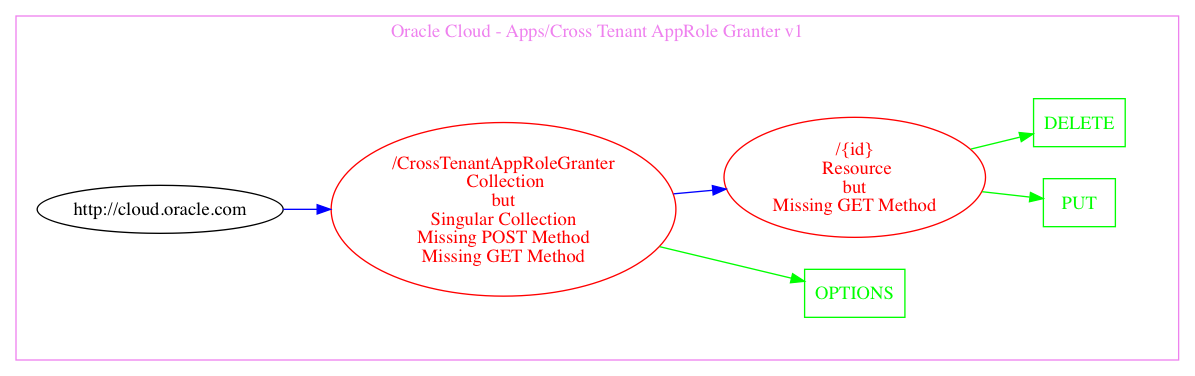 Oracle Cloud - Apps/Cross Tenant AppRole Granter v1
http://cloud.oracle.com
/CrossTenantAppRoleGranter
Collection
but
Singular Collection
Missing POST Method
Missing GET Method
/{id}
Resource
but
Missing GET Method
DELETE
PUT
OPTIONS